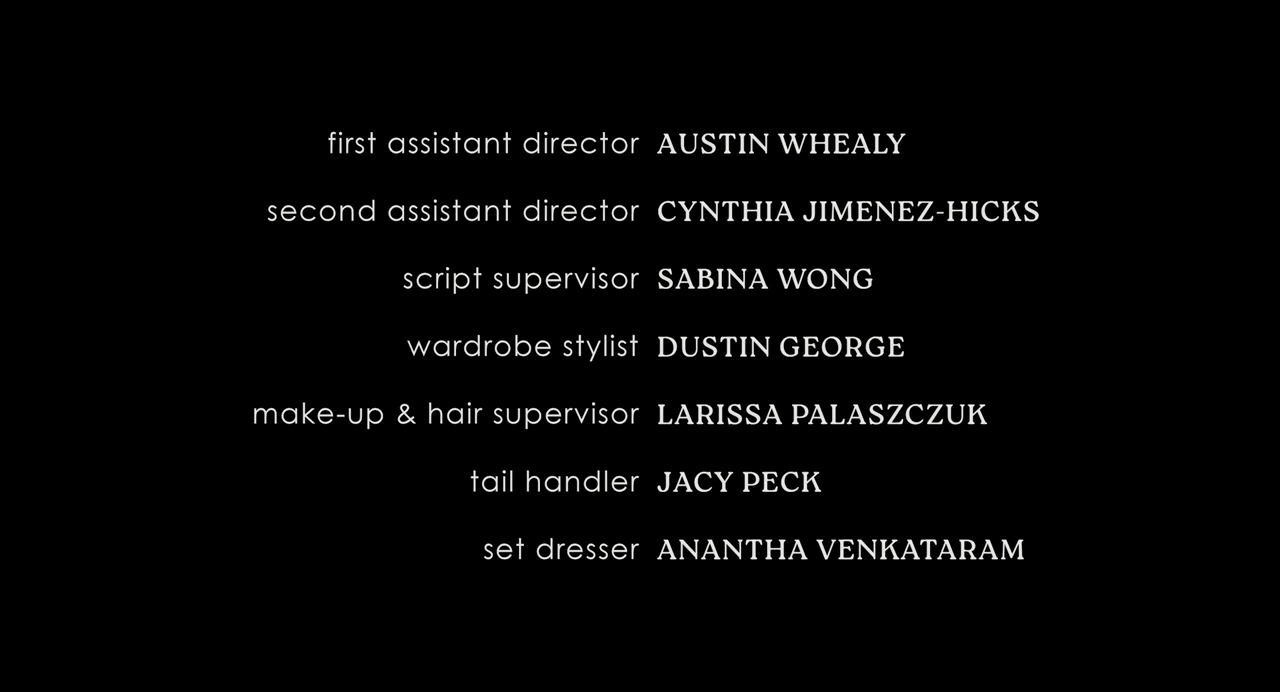 first assistant director AUSTIN WHEALY
second assistant director CYNTHIA JIMENEZ-HICKS
script supervisor SABINA WONG
wardrobe stylist DUSTIN GEORGE
make-up & hair supervisor LARISSA PALASZCZUK
tail handler JACY PECK
set dresser ANANTHA VENKATARAM